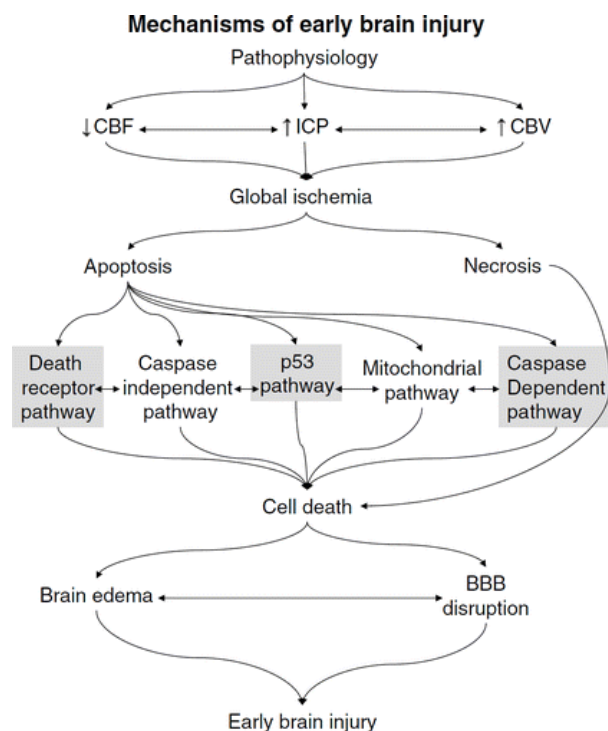 Mechanisms of early brain injury
Pathophysiology
↓CBF
↑ICP
↑CBV
Global ischemia
Apoptosis
Necrosis
Death
receptor
pathway
Caspase
independent
pathway
p53
pathway
Mitochondrial
pathway
Caspase
Dependent
pathway
Cell death
Brain edema
BBB
disruption
Early brain injury